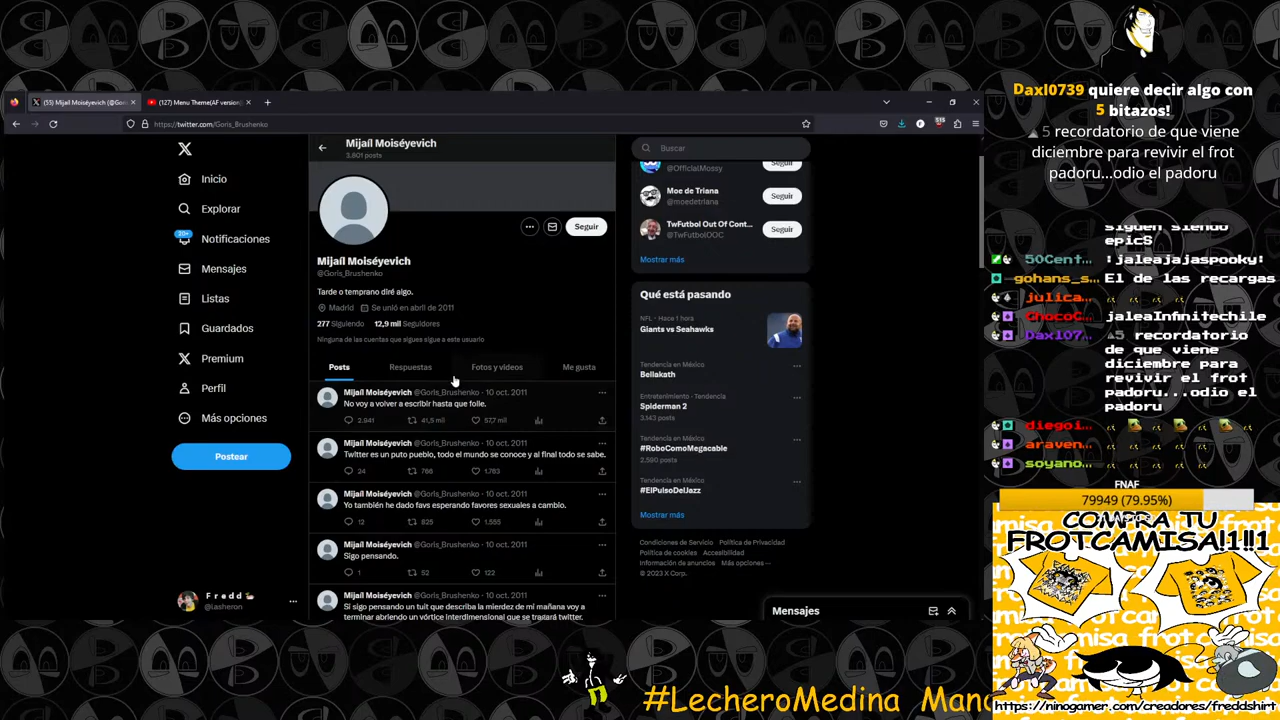 (55) Mijaíl Moiséyevich (@Gori
(127) Menu Theme(AF version)
https://twitter.com/Goris_Brushenko
515
Mijaíl Moiséyevich
3.801 posts
Inicio
Explorar
20+
Notificaciones
Mensajes
Listas
Guardados
Premium
Perfil
Más opciones
Postear
F r e d d
@iasheron
Seguir
Mijaíl Moiséyevich
@Goris_Brushenko
Tarde o temprano diré algo.
Madrid Se unió en abril de 2011
277 Siguiendo 12,9 mil Seguidores
Ninguna de las cuentas que sigues sigue a este usuario
Posts Respuestas Fotos y videos Me gusta
Mijaíl Moiséyevich @Goris_Brushenko · 10 oct. 2011
No voy a volver a escribir hasta que folle.
2.941 41,5 mil 57,7 mil
Mijaíl Moiséyevich @Goris_Brushenko · 10 oct. 2011
Twitter es un puto pueblo, todo el mundo se conoce y al final todo se sabe.
24 766 1.783
Mijaíl Moiséyevich @Goris_Brushenko · 10 oct. 2011
Yo también he dado favs esperando favores sexuales a cambio.
12 825 1.555
Mijaíl Moiséyevich @Goris_Brushenko · 10 oct. 2011
Sigo pensando.
1 52 122
Mijaíl Moiséyevich @Goris_Brushenko · 10 oct. 2011
Si sigo pensando un tuit que describa la mierdez de mi mañana voy a
terminar abriendo un vórtice interdimensional que se tragará twitter.
Buscar
@OfficialMossy
Seguir
Moe de Triana
@moedetriana
Seguir
TwFutbol Out Of Cont...
@TwFutbolOOC
Seguir
Mostrar más
Qué está pasando
NFL · Hace 1 hora
Giants vs Seahawks
Tendencia en México
Bellakath
Entretenimiento · Tendencia
Spiderman 2
3.143 posts
Tendencia en México
#RoboComoMegacable
2.590 posts
Tendencia en México
#ElPulsoDelJazz
Mostrar más
Condiciones de Servicio Política de Privacidad
Política de cookies Accesibilidad
Información de anuncios Más opciones ···
© 2023 X Corp.
Mensajes
Daxl0739 quiere decir algo con
5 bitazos!
5 recordatorio de que viene
diciembre para revivir el frot
padoru...odio el padoru
siguen siendo
epicS
50Cent... :jaleajajaspooky:
gohans_s... El de las recargas
julica...
ChocoC... jaleaInfinitechile
Daxl07... 5 recordatorio
de que viene
diciembre para
revivir el frot
padoru...odio el
padoru
diegoi...
araven...
soyano...
FNAF
79949 (79.95%)
COMPRA TU
FROTCAMISA!1!!1
https://ninogamer.com/creadores/freddshirt
#LecheroMedina Mano